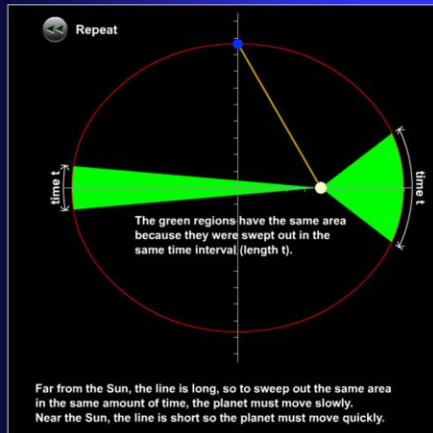 Repeat
time t
time t
The green regions have the same area
because they were swept out in the
same time interval (length t).
Far from the Sun, the line is long, so to sweep out the same area
in the same amount of time, the planet must move slowly.
Near the Sun, the line is short so the planet must move quickly.